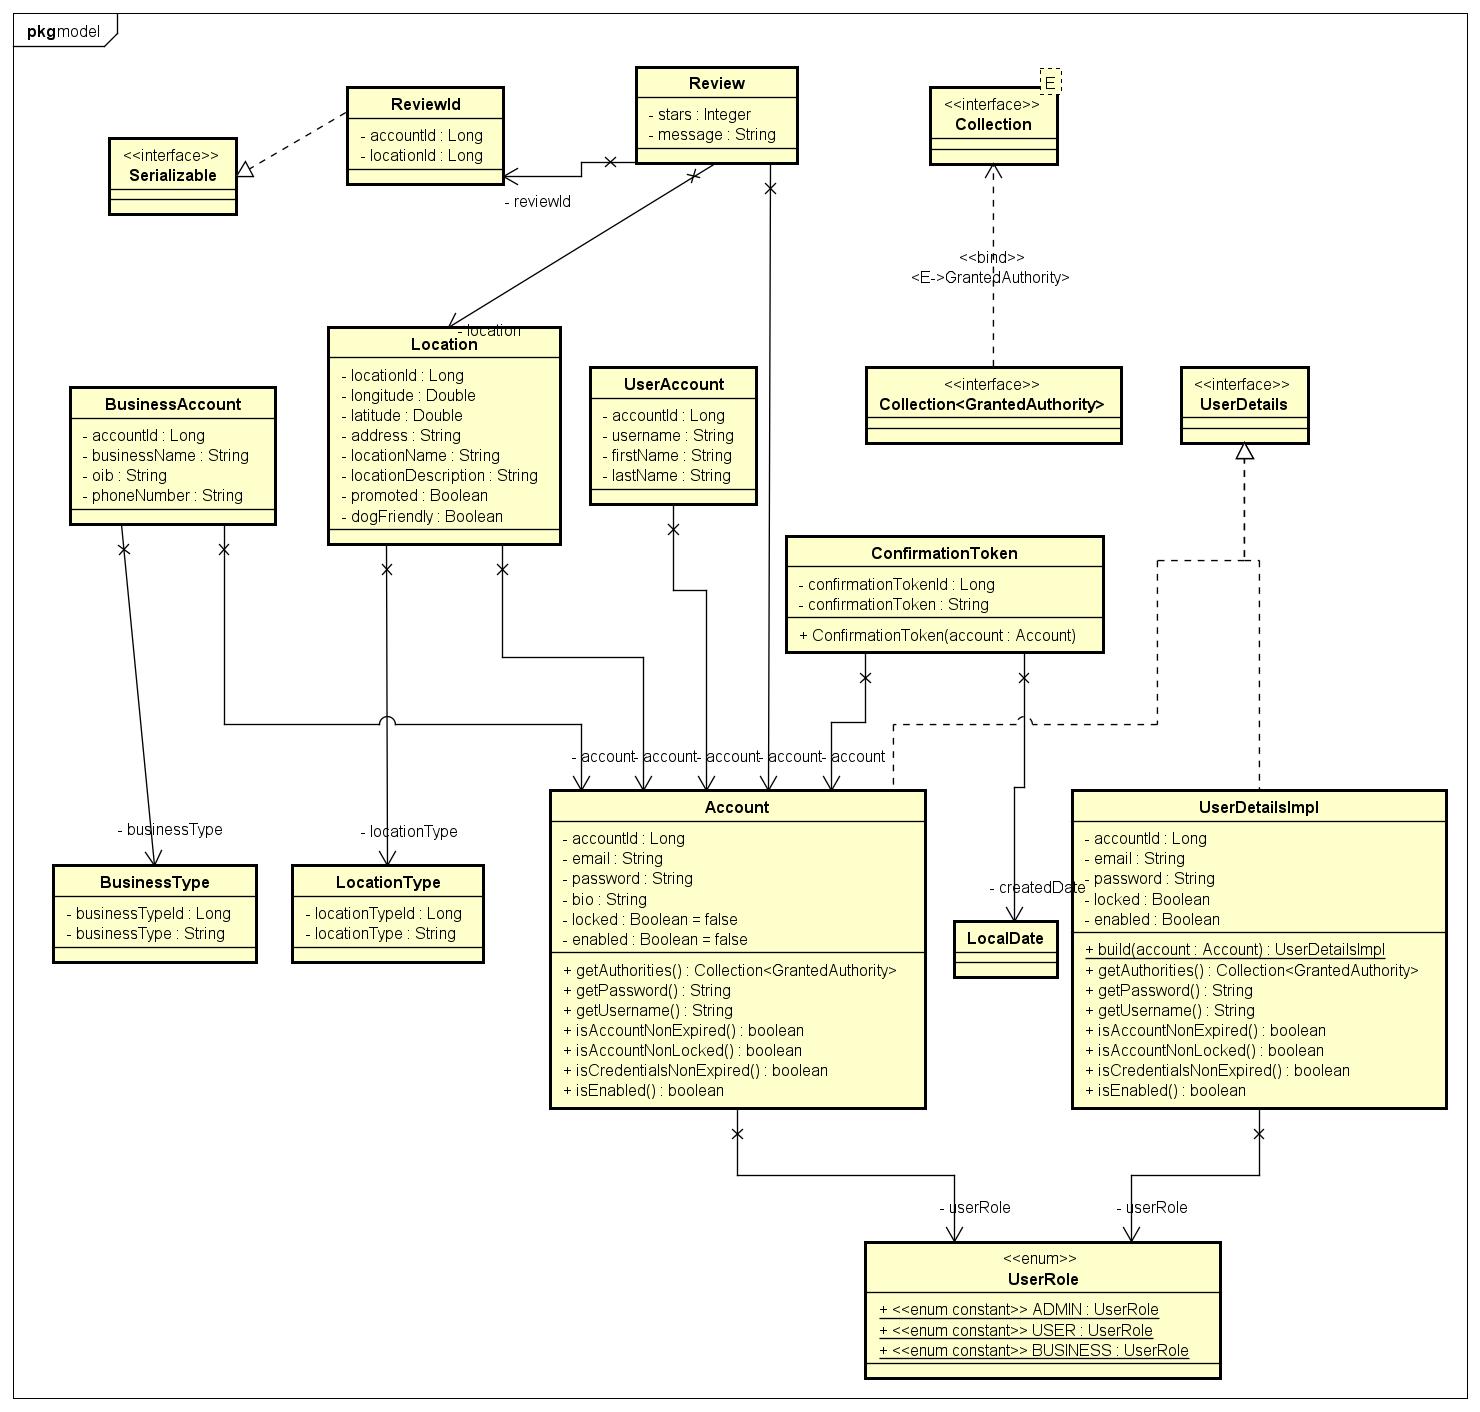 pkg model
Review
- stars : Integer
- message : String
ReviewId
- accountId : Long
- locationId : Long
<<interface>>
Serializable
- reviewId
E
<<interface>>
Collection
<<bind>>
<E->GrantedAuthority>
- location
Location
- locationId : Long
- longitude : Double
- latitude : Double
- address : String
- locationName : String
- locationDescription : String
- promoted : Boolean
- dogFriendly : Boolean
BusinessAccount
- accountId : Long
- businessName : String
- oib : String
- phoneNumber : String
UserAccount
- accountId : Long
- username : String
- firstName : String
- lastName : String
<<interface>>
Collection<GrantedAuthority>
<<interface>>
UserDetails
ConfirmationToken
- confirmationTokenId : Long
- confirmationToken : String
+ ConfirmationToken(account : Account)
- account
- account
- account
- account
- account
- businessType
- locationType
- createdDate
BusinessType
- businessTypeId : Long
- businessType : String
LocationType
- locationTypeId : Long
- locationType : String
Account
- accountId : Long
- email : String
- password : String
- bio : String
- locked : Boolean = false
- enabled : Boolean = false
+ getAuthorities() : Collection<GrantedAuthority>
+ getPassword() : String
+ getUsername() : String
+ isAccountNonExpired() : boolean
+ isAccountNonLocked() : boolean
+ isCredentialsNonExpired() : boolean
+ isEnabled() : boolean
LocalDate
UserDetailsImpl
- accountId : Long
- email : String
- password : String
- locked : Boolean
- enabled : Boolean
+ build(account : Account) : UserDetailsImpl
+ getAuthorities() : Collection<GrantedAuthority>
+ getPassword() : String
+ getUsername() : String
+ isAccountNonExpired() : boolean
+ isAccountNonLocked() : boolean
+ isCredentialsNonExpired() : boolean
+ isEnabled() : boolean
- userRole
- userRole
<<enum>>
UserRole
+ <<enum constant>> ADMIN : UserRole
+ <<enum constant>> USER : UserRole
+ <<enum constant>> BUSINESS : UserRole